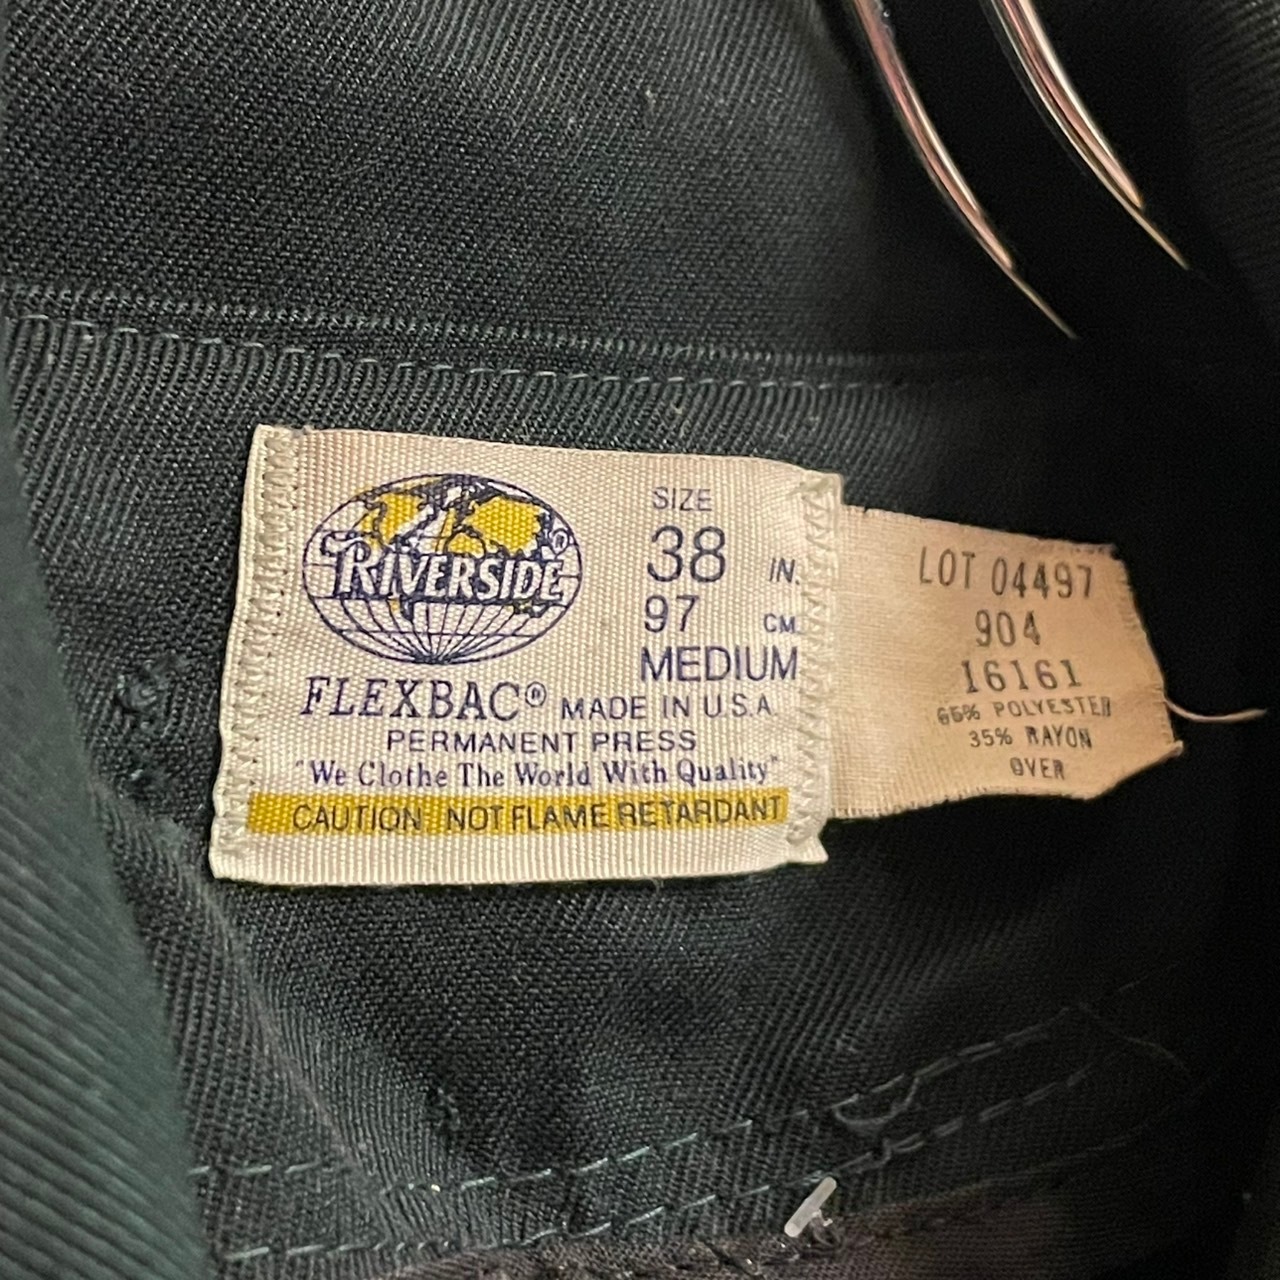 RIVERSIDE®
SIZE
38 IN.
97 CM.
MEDIUM
FLEXBAC® MADE IN U.S.A.
PERMANENT PRESS
"We Clothe The World With Quality"
CAUTION NOT FLAME RETARDANT
LOT 04497
904
16161
65% POLYESTER
35% RAYON
OVER